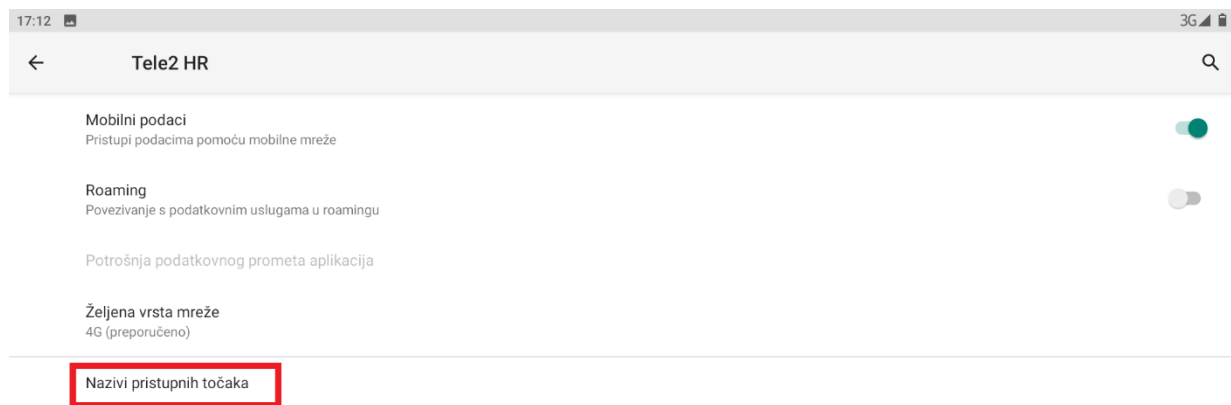 17:12
3G
Tele2 HR
Mobilni podaci
Pristupi podacima pomoću mobilne mreže
Roaming
Povezivanje s podatkovnim uslugama u roamingu
Potrošnja podatkovnog prometa aplikacija
Željena vrsta mreže
4G (preporučeno)
Nazivi pristupnih točaka